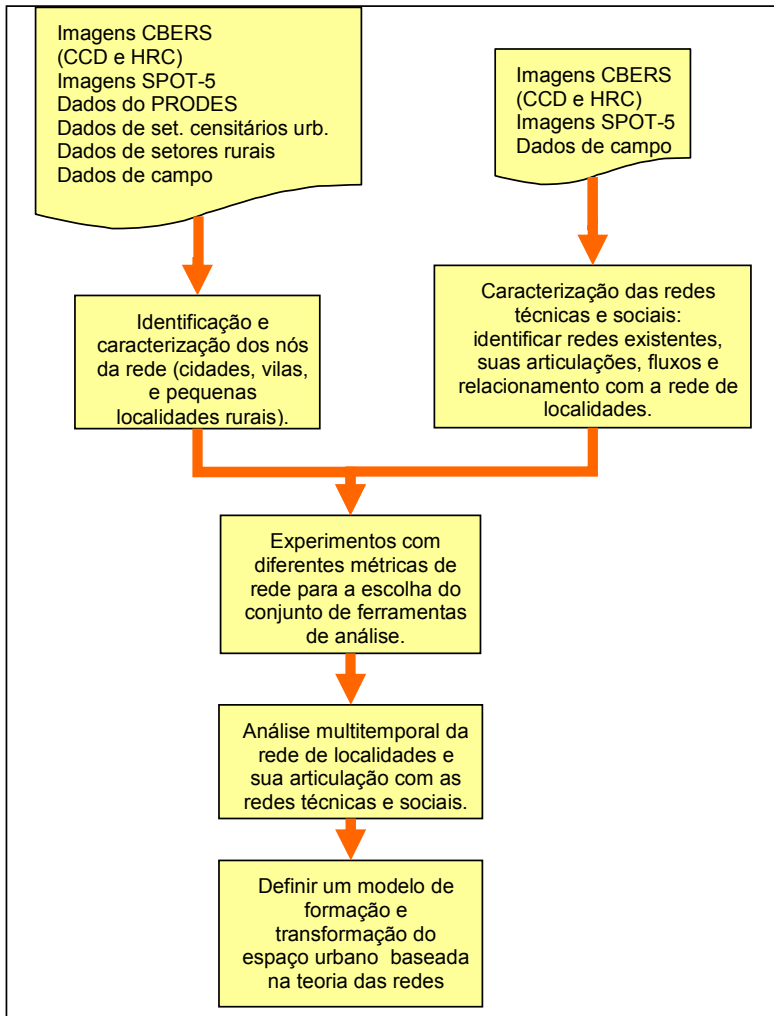 Imagens CBERS
(CCD e HRC)
Imagens SPOT-5
Dados do PRODES
Dados de set. censitários urb.
Dados de setores rurais
Dados de campo
Imagens CBERS
(CCD e HRC)
Imagens SPOT-5
Dados de campo
Identificação e
caracterização dos nós
da rede (cidades, vilas,
e pequenas
localidades rurais).
Caracterização das redes
técnicas e sociais:
identificar redes existentes,
suas articulações, fluxos e
relacionamento com a rede de
localidades.
Experimentos com
diferentes métricas de
rede para a escolha do
conjunto de ferramentas
de análise.
Análise multitemporal da
rede de localidades e
sua articulação com as
redes técnicas e sociais.
Definir um modelo de
formação e
transformação do
espaço urbano baseada
na teoria das redes